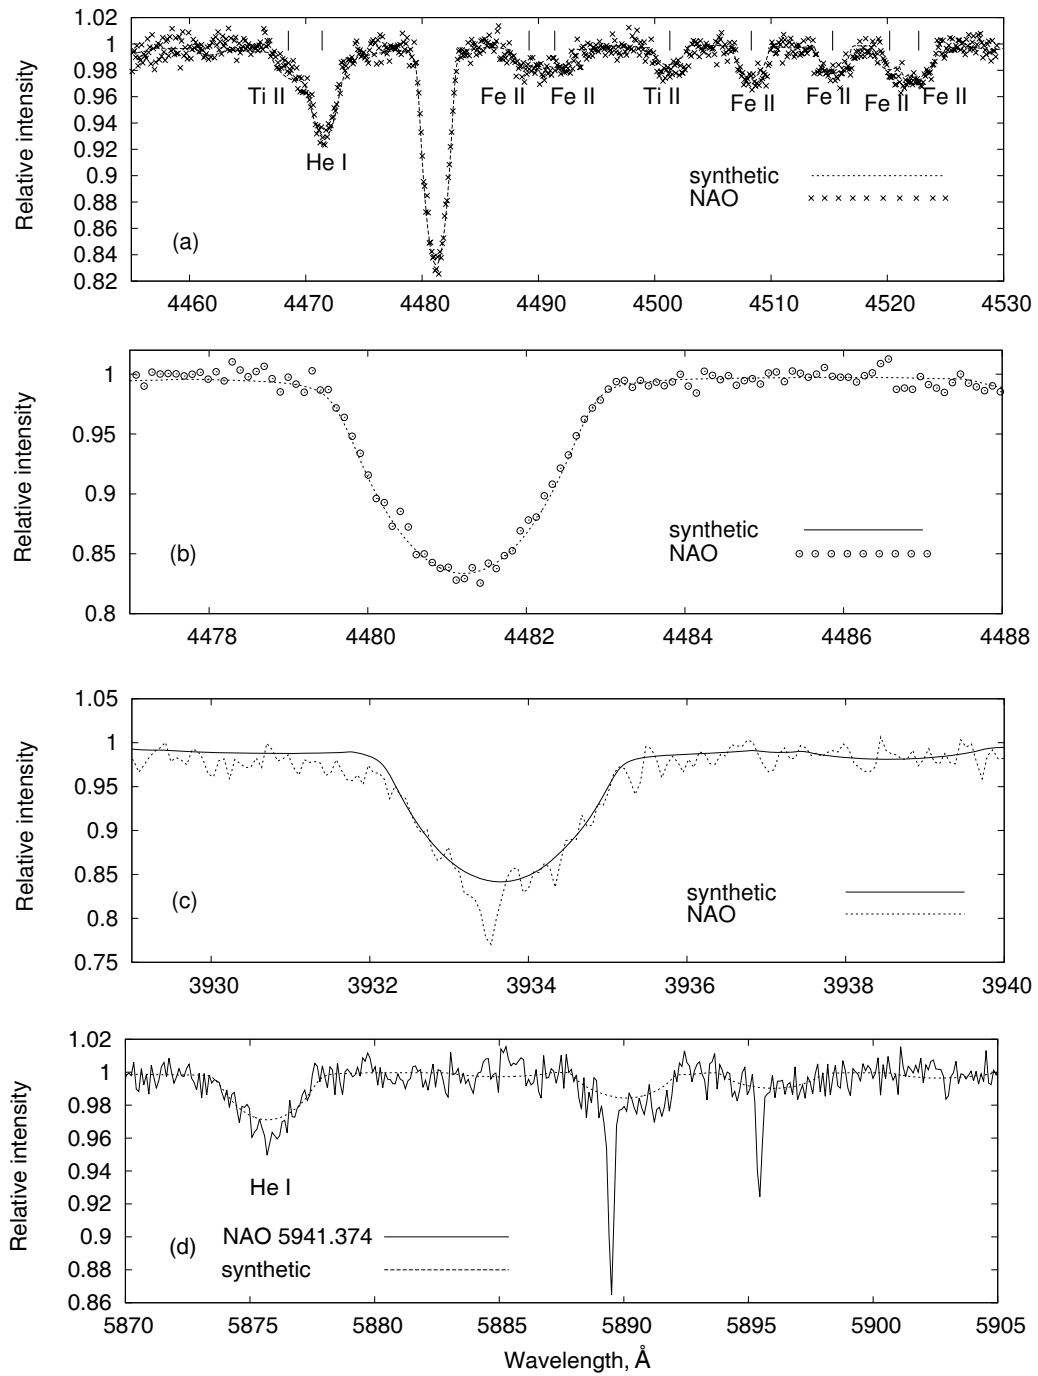 1.02
1
0.98
0.96
0.94
0.92
0.9
0.88
0.86
0.84
0.82
Relative intensity
Ti II
He I
Fe II
Fe II
Ti II
Fe II
Fe II
Fe II
Fe II
synthetic
NAO
(a)
4460 4470 4480 4490 4500 4510 4520 4530
1
0.95
0.9
0.85
0.8
Relative intensity
synthetic
NAO
(b)
4478 4480 4482 4484 4486 4488
1.05
1
0.95
0.9
0.85
0.8
0.75
Relative intensity
synthetic
NAO
(c)
3930 3932 3934 3936 3938 3940
1.02
1
0.98
0.96
0.94
0.92
0.9
0.88
0.86
Relative intensity
He I
NAO 5941.374
synthetic
(d)
5870 5875 5880 5885 5890 5895 5900 5905
Wavelength, Å